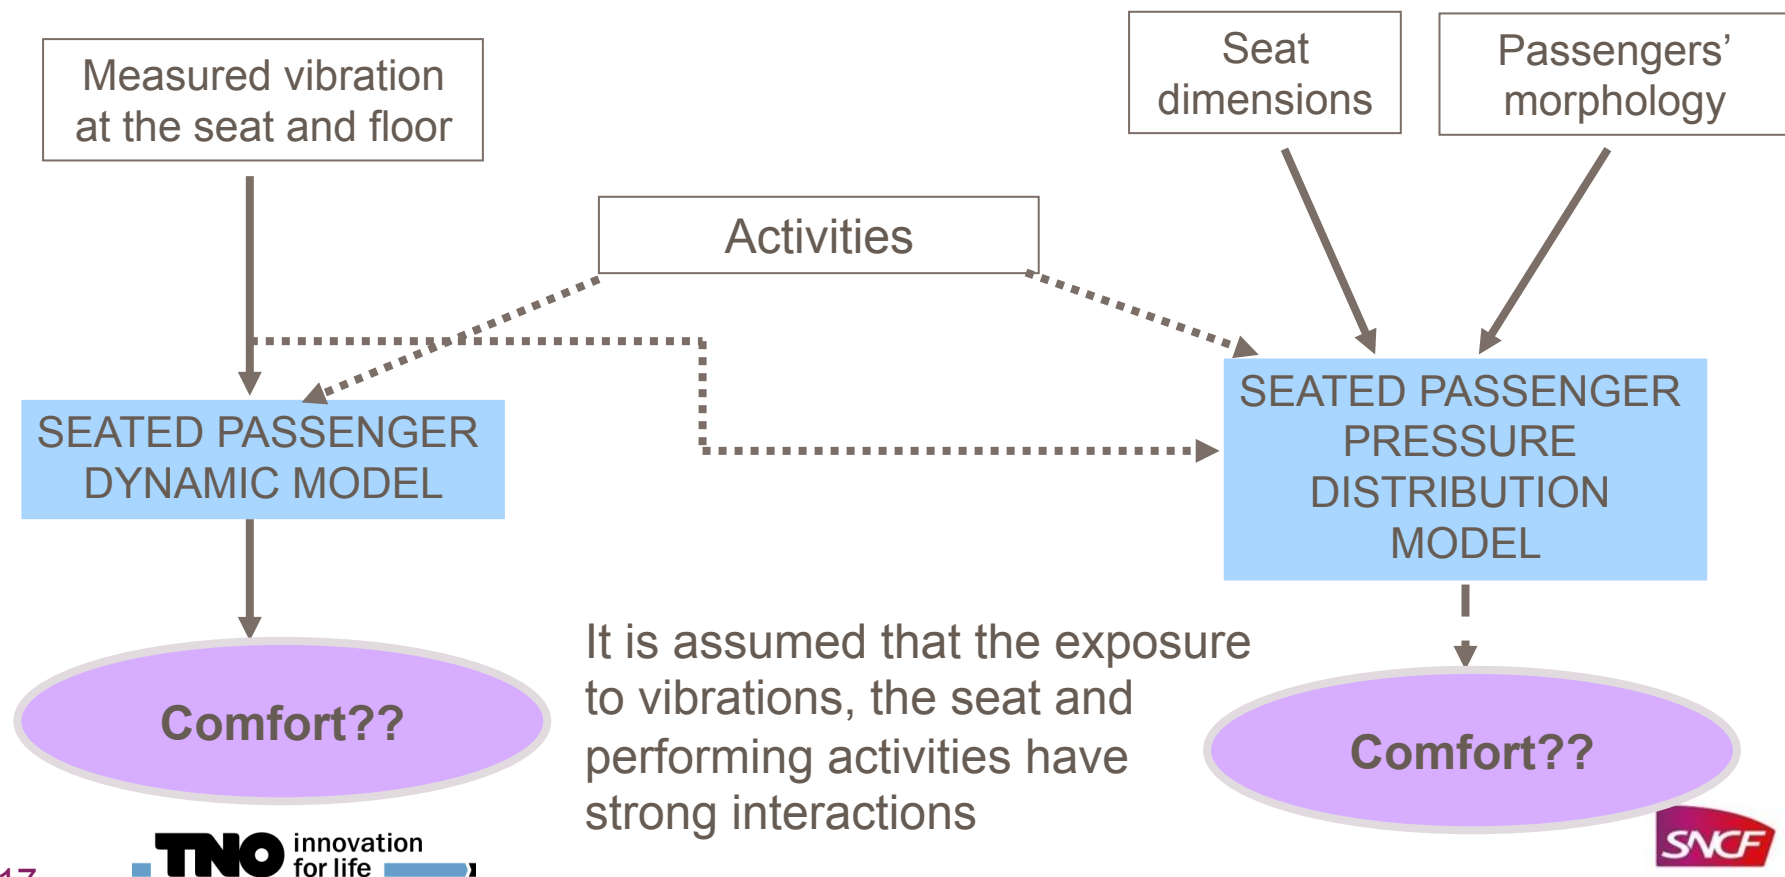 Measured vibration
at the seat and floor
Seat
dimensions
Passengers’
morphology
Activities
SEATED PASSENGER
DYNAMIC MODEL
SEATED PASSENGER
PRESSURE
DISTRIBUTION
MODEL
It is assumed that the exposure
to vibrations, the seat and
performing activities have
strong interactions
Comfort??
Comfort??
17
TNO innovation
for life
SNCF